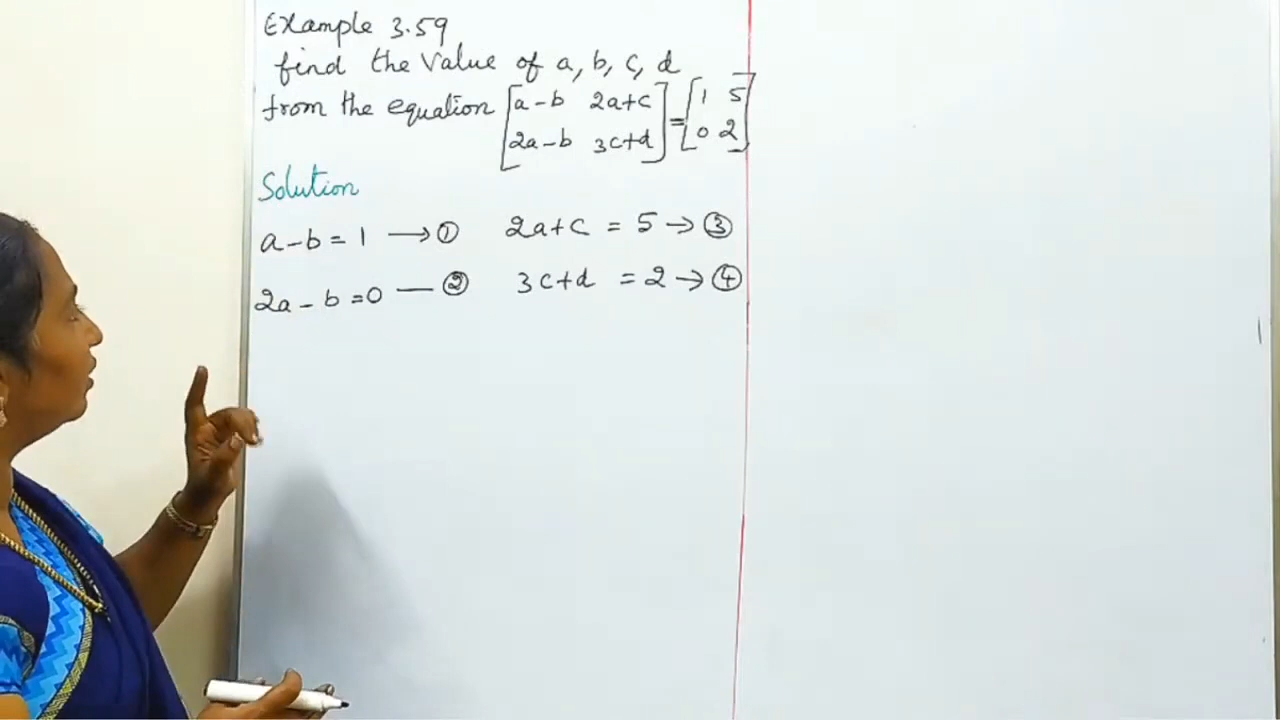 Example 3.59
find the value of a, b, c, d
from the equation [a-b 2a+c] = [1 5]
[2a-b 3c+d] [0 2]
Solution
a-b=1 → ① 2a+c = 5 → ③
2a-b=0 — ② 3c+d = 2 → ④